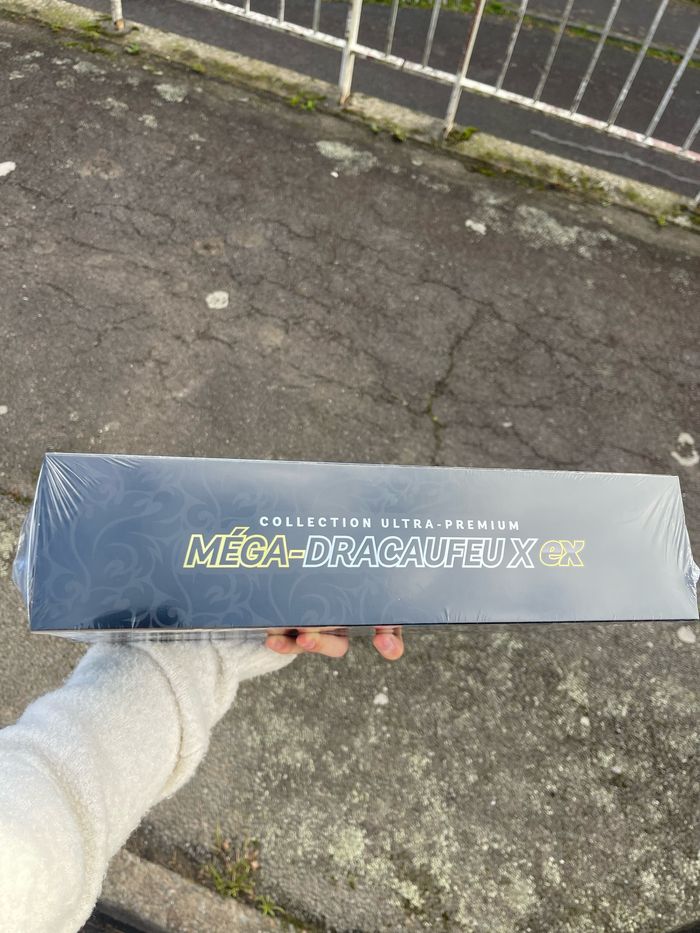 COLLECTION ULTRA-PREMIUM
MÉGA-DRACAUFEU X ex